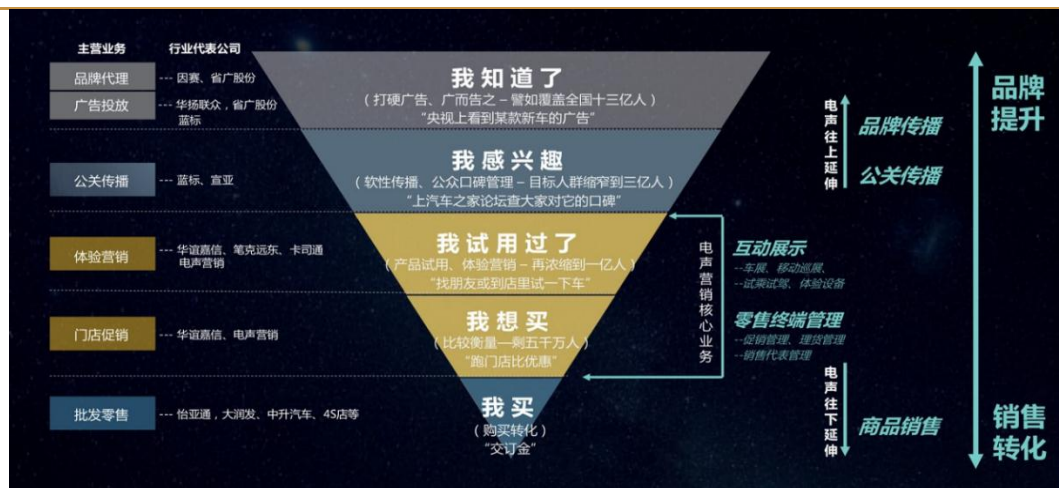 主营业务
行业代表公司
品牌代理
--- 因赛、省广股份
广告投放
--- 华扬联众，省广股份
蓝标
公关传播
--- 蓝标、宣亚
体验营销
--- 华谊嘉信、笔克远东、卡司通
电声营销
门店促销
--- 华谊嘉信、电声营销
批发零售
--- 怡亚通，大润发、中升汽车、4S店等
我知道了
（打硬广告、广而告之 – 譬如覆盖全国十三亿人）
“央视上看到某款新车的广告”
我感兴趣
（软性传播、公众口碑管理 – 目标人群缩窄到三亿人）
“上汽车之家论坛查大家对它的口碑”
我试用过了
（产品试用、体验营销 – 再浓缩到一亿人）
“找朋友或到店里试一下车”
我想买
（比较衡量—剩五千万人）
“跑门店比优惠”
我买
（购买转化）
“交订金”
电声营销核心业务
互动展示
--车展、移动巡展、
--试乘试驾、体验设备
零售终端管理
--促销管理、理货管理
--销售代表管理
电声往上延伸
品牌传播
公关传播
电声往下延伸
商品销售
品牌
提升
销售
转化